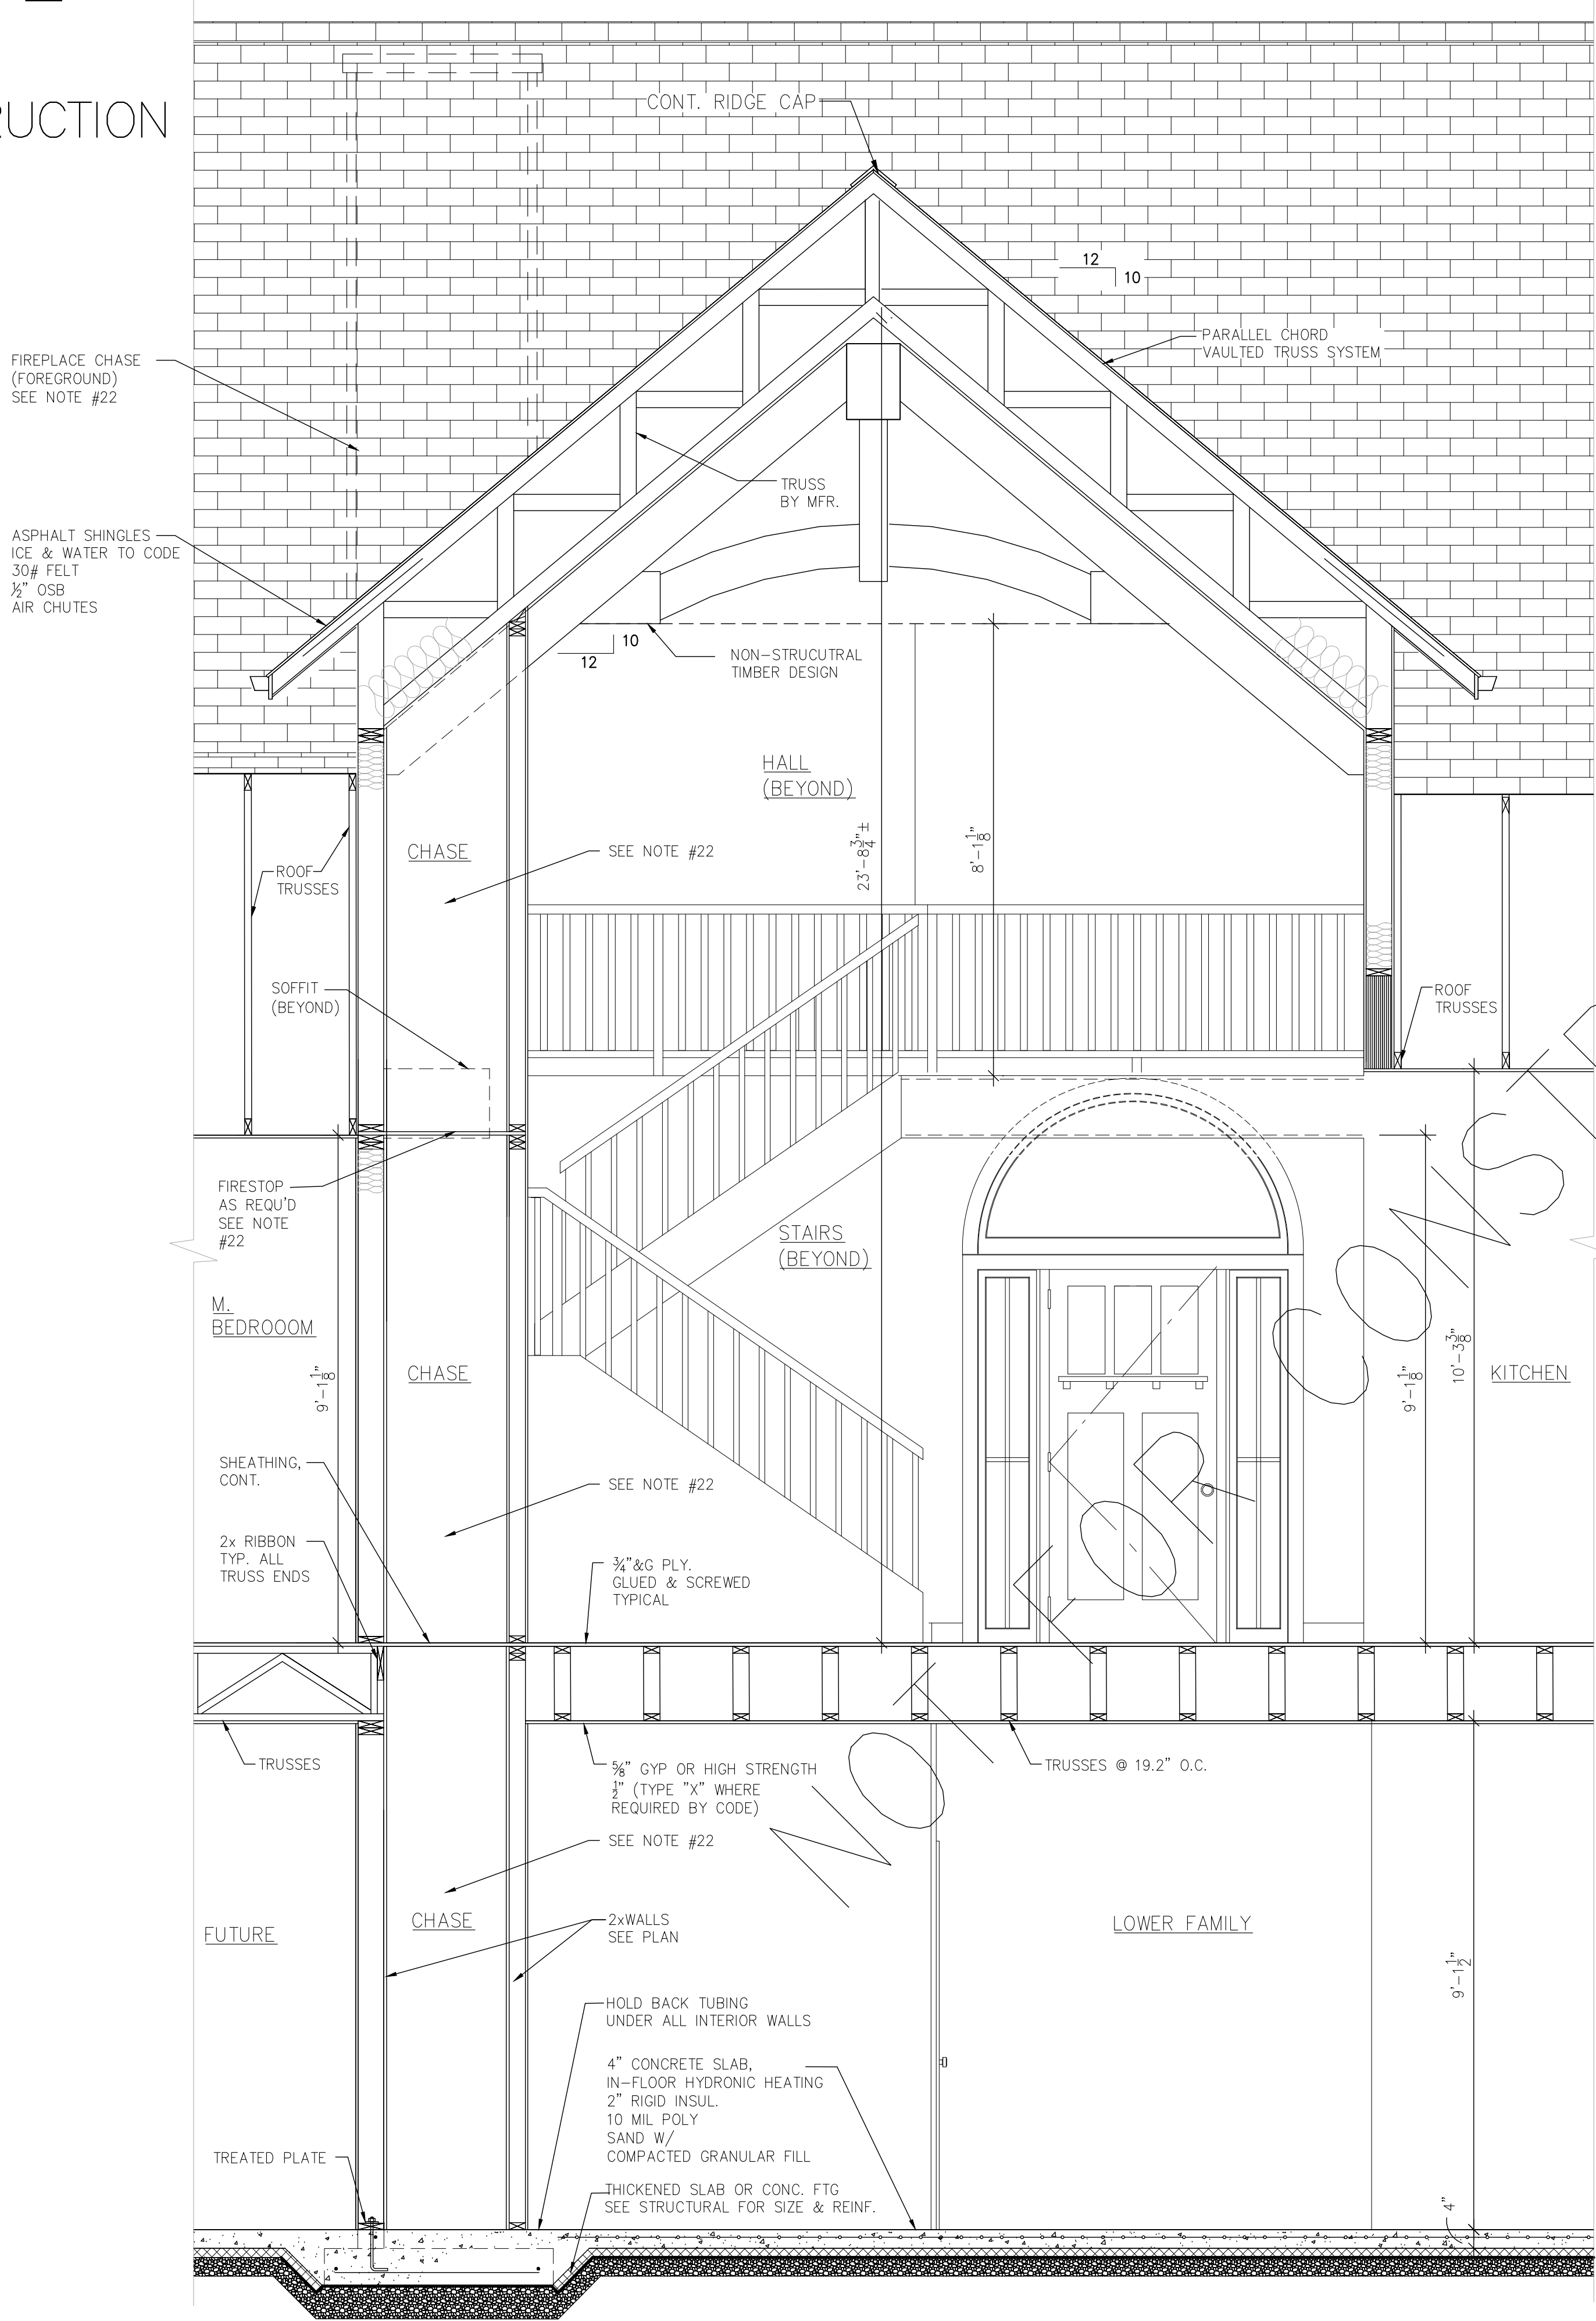 RUCTION
CONT. RIDGE CAP
12
10
PARALLEL CHORD
VAULTED TRUSS SYSTEM
FIREPLACE CHASE
(FOREGROUND)
SEE NOTE #22
TRUSS
BY MFR.
ASPHALT SHINGLES
ICE & WATER TO CODE
30# FELT
½" OSB
AIR CHUTES
10
12
NON-STRUCUTRAL
TIMBER DESIGN
HALL
(BEYOND)
23'-8¾"±
8'-1⅛"
CHASE
SEE NOTE #22
ROOF
TRUSSES
SOFFIT
(BEYOND)
ROOF
TRUSSES
FIRESTOP
AS REQU'D
SEE NOTE
#22
STAIRS
(BEYOND)
M.
BEDROOOM
9'-1⅛"
CHASE
9'-1⅛"
10'-3⅜"
KITCHEN
SHEATHING,
CONT.
SEE NOTE #22
2x RIBBON
TYP. ALL
TRUSS ENDS
¾"&G PLY.
GLUED & SCREWED
TYPICAL
TRUSSES
⅝" GYP OR HIGH STRENGTH
½" (TYPE "X" WHERE
REQUIRED BY CODE)
TRUSSES @ 19.2" O.C.
SEE NOTE #22
FUTURE
CHASE
2xWALLS
SEE PLAN
LOWER FAMILY
9'-1½"
HOLD BACK TUBING
UNDER ALL INTERIOR WALLS
4" CONCRETE SLAB,
IN-FLOOR HYDRONIC HEATING
2" RIGID INSUL.
10 MIL POLY
SAND W/
COMPACTED GRANULAR FILL
TREATED PLATE
THICKENED SLAB OR CONC. FTG
SEE STRUCTURAL FOR SIZE & REINF.
4"
NOT FOR CONS